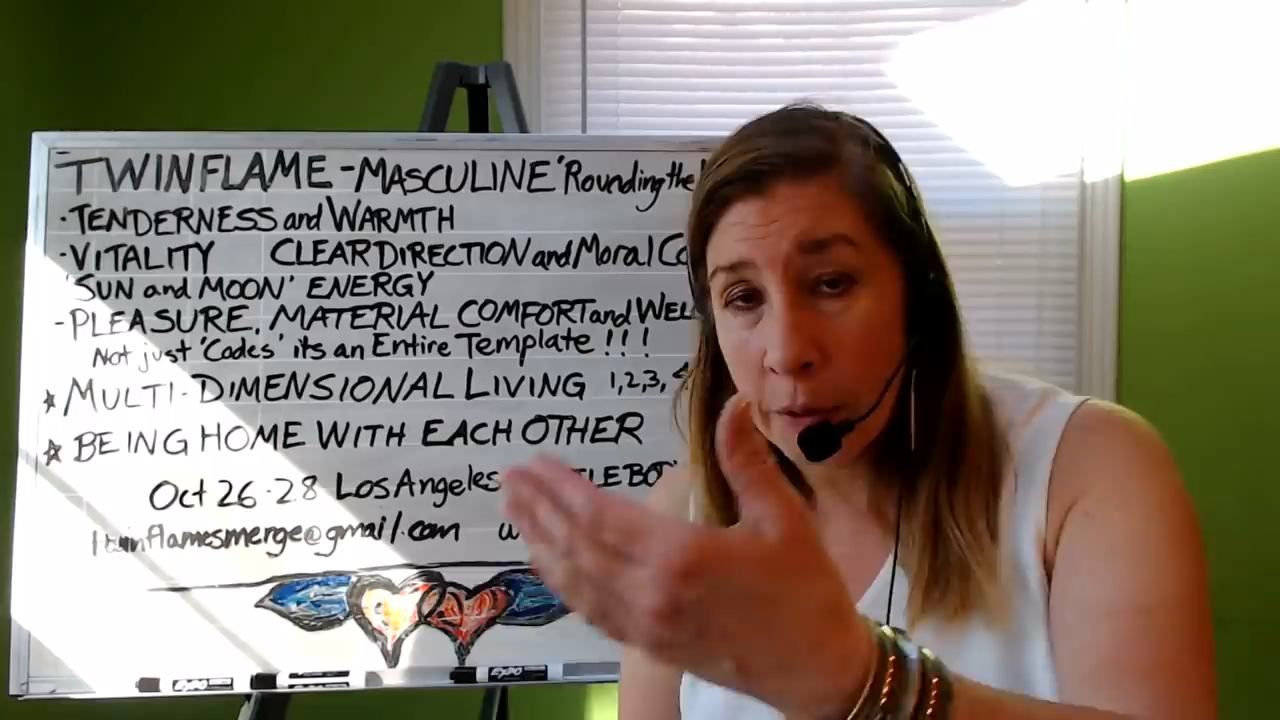 TWINFLAME - MASCULINE 'Rounding the
• TENDERNESS and WARMTH
• VITALITY CLEAR DIRECTION and Moral
'SUN and MOON' ENERGY
- PLEASURE, MATERIAL COMFORT and
Not just 'Codes' its an Entire Template !!!
☆ MULTI-DIMENSIONAL LIVING 1,2,3,
☆ BEING HOME WITH EACH OTHER
Oct 26-28 Los Angeles
1twinflamesmerge@gmail.com
EXPO EXPO